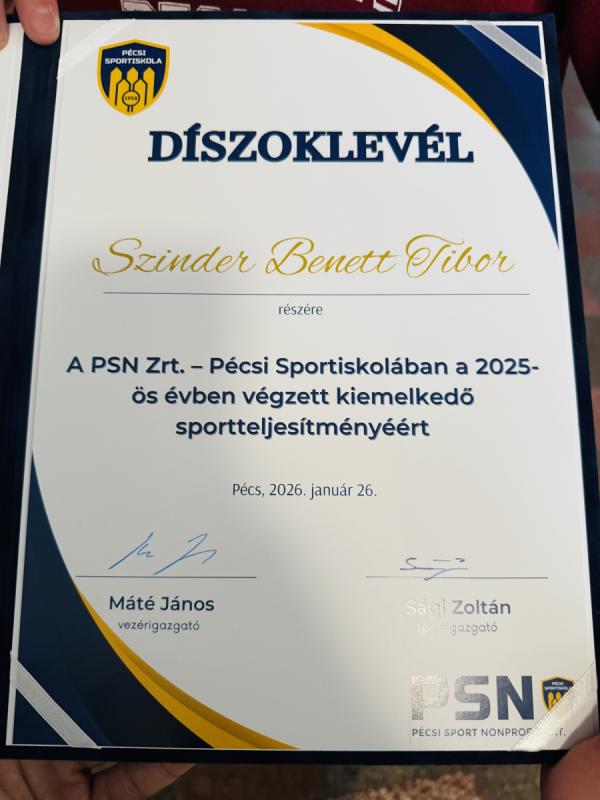 PÉCSI
SPORTISKOLA
1958
DÍSZOKLEVÉL
Szinder Benett Tibor
részére
A PSN Zrt. – Pécsi Sportiskolában a 2025-
ös évben végzett kiemelkedő
sportteljesítményéért
Pécs, 2026. január 26.
Máté János
vezérigazgató
Sági Zoltán
sportigazgató
PSN
PÉCSI
SPORTISKOLA
PÉCSI SPORT NONPROFIT